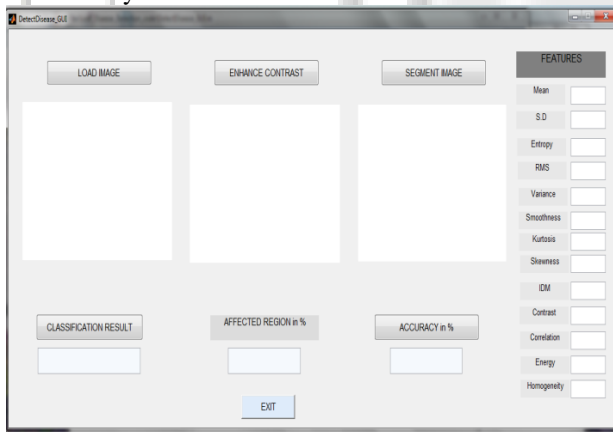 DetectDisease_GUI
LOAD IMAGE
ENHANCE CONTRAST
SEGMENT IMAGE
FEATURES
Mean
S.D
Entropy
RMS
Variance
Smoothness
Kurtosis
Skewness
IDM
Contrast
Correlation
Energy
Homogeneity
CLASSIFICATION RESULT
AFFECTED REGION in %
ACCURACY in %
EXIT